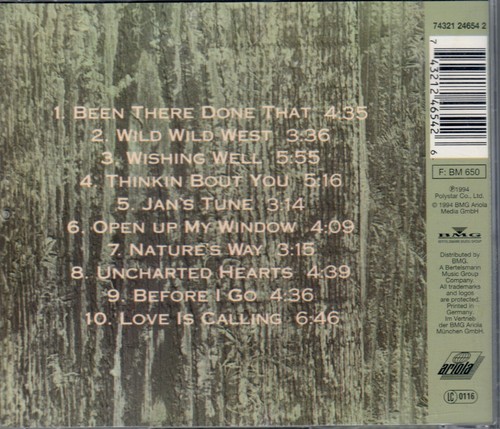 1. Been There Done That 4:35
2. Wild Wild West 3:36
3. Wishing Well 5:55
4. Thinkin Bout You 5:16
5. Jan's Tune 3:14
6. Open up My Window 4:09
7. Nature's Way 3:15
8. Uncharted Hearts 4:39
9. Before I Go 4:36
10. Love Is Calling 6:46
74321 24654 2
7 43212 46542 6
F: BM 650
℗1994
Polystar Co., Ltd.
© 1994 BMG Ariola
Media GmbH
BMG
Distributed by
BMG.
A Bertelsmann
Music Group
Company
All trademarks
and logos
are protected.
Printed in
Germany.
Im Vertrieb
der BMG Ariola
München GmbH.
ariola
LC 0116